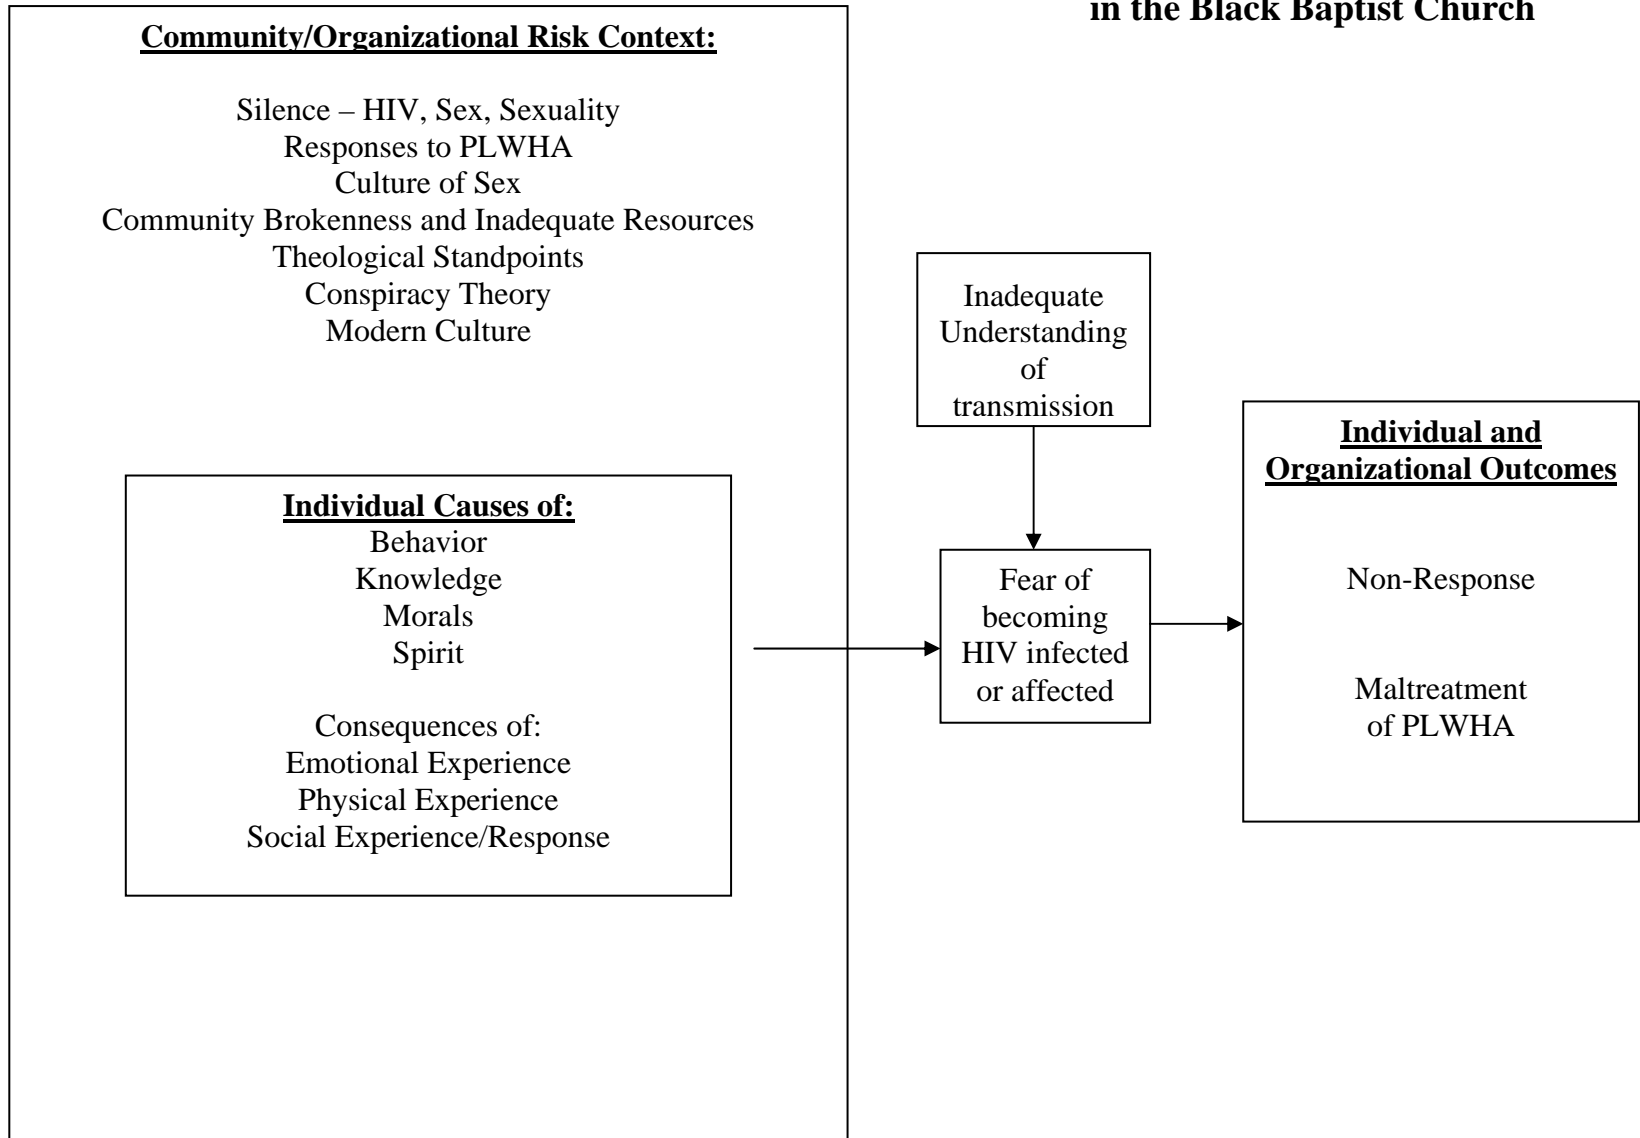 in the Black Baptist Church
Community/Organizational Risk Context:
Silence – HIV, Sex, Sexuality
Responses to PLWHA
Culture of Sex
Community Brokenness and Inadequate Resources
Theological Standpoints
Conspiracy Theory
Modern Culture
Individual Causes of:
Behavior
Knowledge
Morals
Spirit
Consequences of:
Emotional Experience
Physical Experience
Social Experience/Response
Inadequate
Understanding
of
transmission
Fear of
becoming
HIV infected
or affected
Individual and
Organizational Outcomes
Non-Response
Maltreatment
of PLWHA